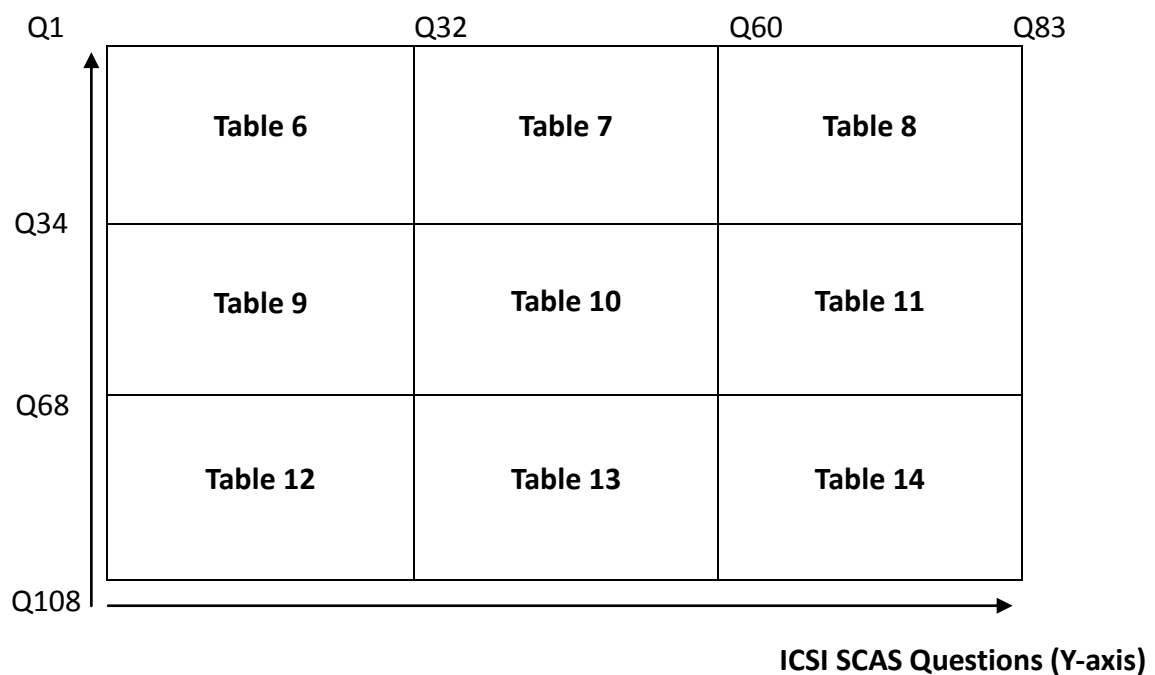 Q1 Q32 Q60 Q83
Table 6 Table 7 Table 8
Q34
Table 9 Table 10 Table 11
Q68
Table 12 Table 13 Table 14
Q108
ICSI SCAS Questions (Y-axis)